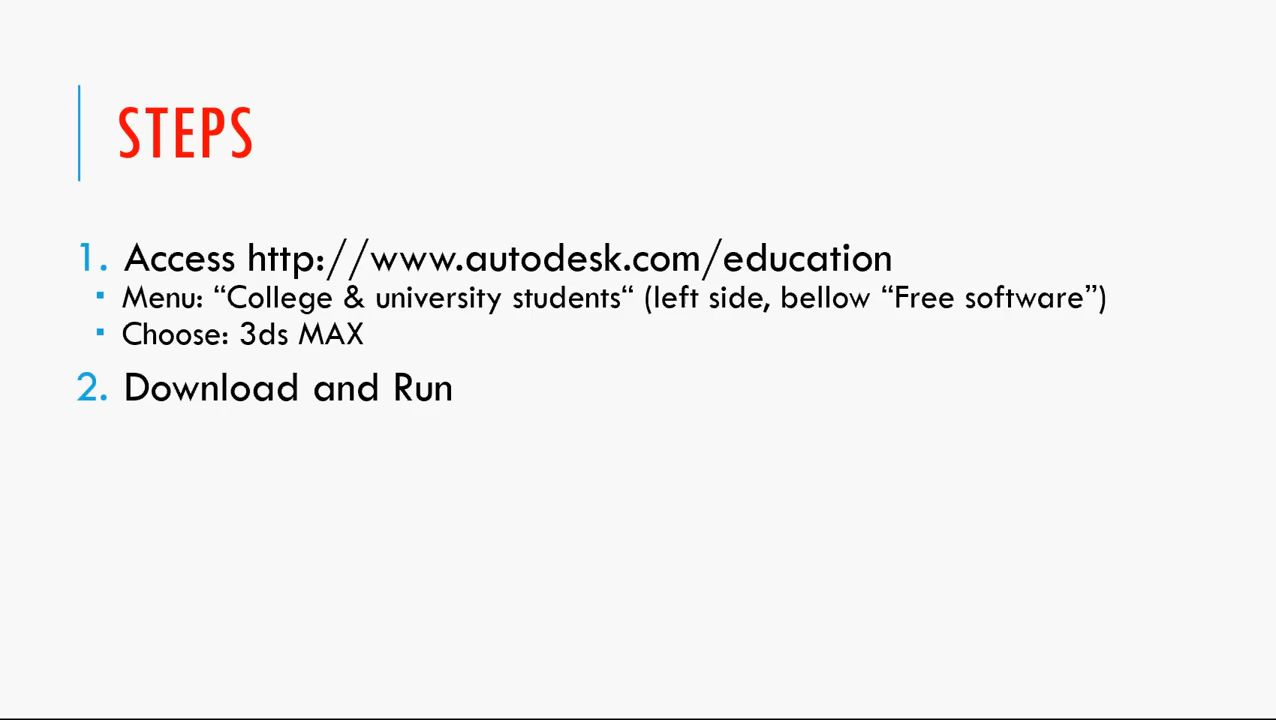 STEPS
1. Access http://www.autodesk.com/education
▪ Menu: “College & university students“ (left side, bellow “Free software”)
▪ Choose: 3ds MAX
2. Download and Run